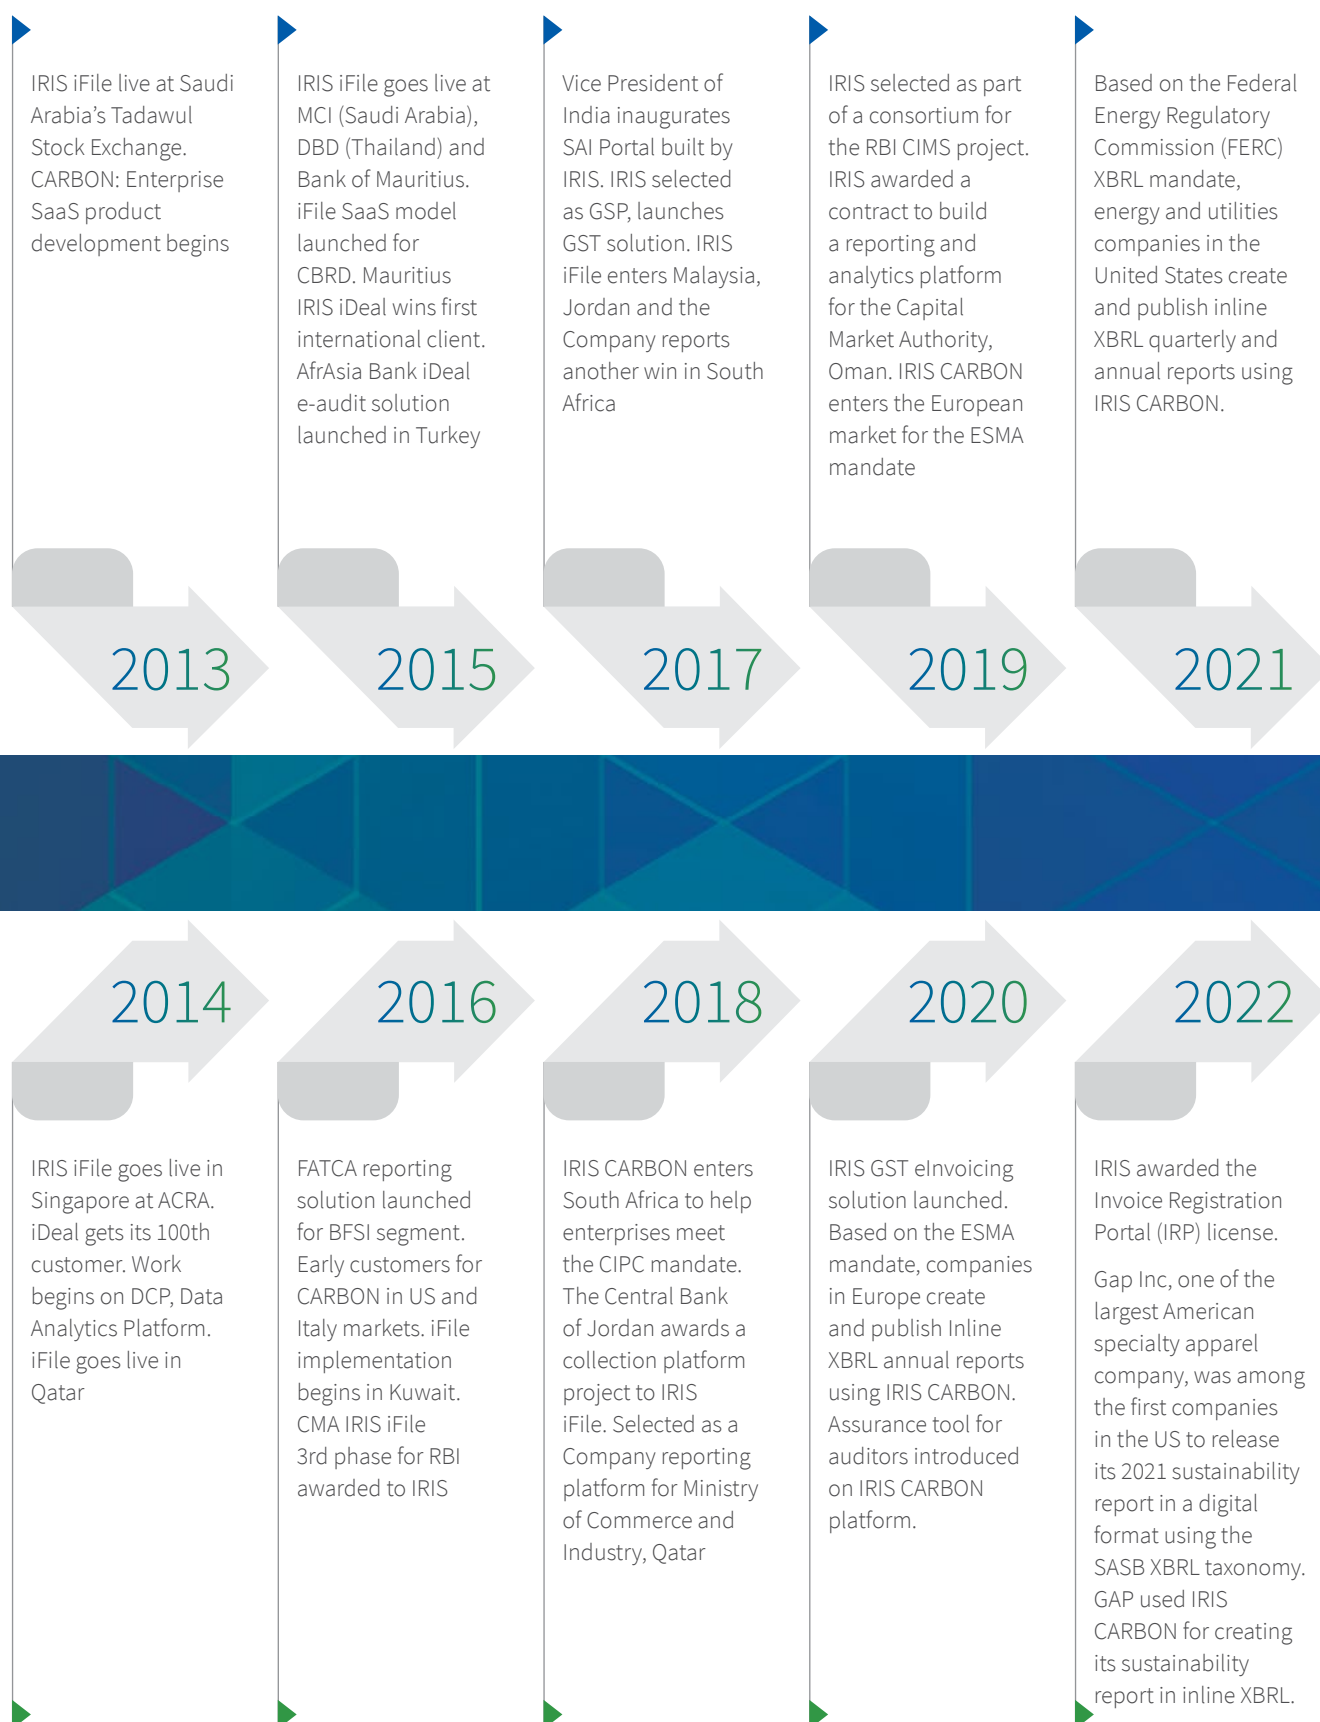 IRIS iFile live at Saudi
Arabia’s Tadawul
Stock Exchange.
CARBON: Enterprise
SaaS product
development begins
2013
IRIS iFile goes live at
MCI (Saudi Arabia),
DBD (Thailand) and
Bank of Mauritius.
iFile SaaS model
launched for
CBRD. Mauritius
IRIS iDeal wins first
international client.
AfrAsia Bank iDeal
e-audit solution
launched in Turkey
2015
Vice President of
India inaugurates
SAI Portal built by
IRIS. IRIS selected
as GSP, launches
GST solution. IRIS
iFile enters Malaysia,
Jordan and the
Company reports
another win in South
Africa
2017
IRIS selected as part
of a consortium for
the RBI CIMS project.
IRIS awarded a
contract to build
a reporting and
analytics platform
for the Capital
Market Authority,
Oman. IRIS CARBON
enters the European
market for the ESMA
mandate
2019
Based on the Federal
Energy Regulatory
Commission (FERC)
XBRL mandate,
energy and utilities
companies in the
United States create
and publish inline
XBRL quarterly and
annual reports using
IRIS CARBON.
2021
2014
IRIS iFile goes live in
Singapore at ACRA.
iDeal gets its 100th
customer. Work
begins on DCP, Data
Analytics Platform.
iFile goes live in
Qatar
2016
FATCA reporting
solution launched
for BFSI segment.
Early customers for
CARBON in US and
Italy markets. iFile
implementation
begins in Kuwait.
CMA IRIS iFile
3rd phase for RBI
awarded to IRIS
2018
IRIS CARBON enters
South Africa to help
enterprises meet
the CIPC mandate.
The Central Bank
of Jordan awards a
collection platform
project to IRIS
iFile. Selected as a
Company reporting
platform for Ministry
of Commerce and
Industry, Qatar
2020
IRIS GST eInvoicing
solution launched.
Based on the ESMA
mandate, companies
in Europe create
and publish Inline
XBRL annual reports
using IRIS CARBON.
Assurance tool for
auditors introduced
on IRIS CARBON
platform.
2022
IRIS awarded the
Invoice Registration
Portal (IRP) license.
Gap Inc, one of the
largest American
specialty apparel
company, was among
the first companies
in the US to release
its 2021 sustainability
report in a digital
format using the
SASB XBRL taxonomy.
GAP used IRIS
CARBON for creating
its sustainability
report in inline XBRL.